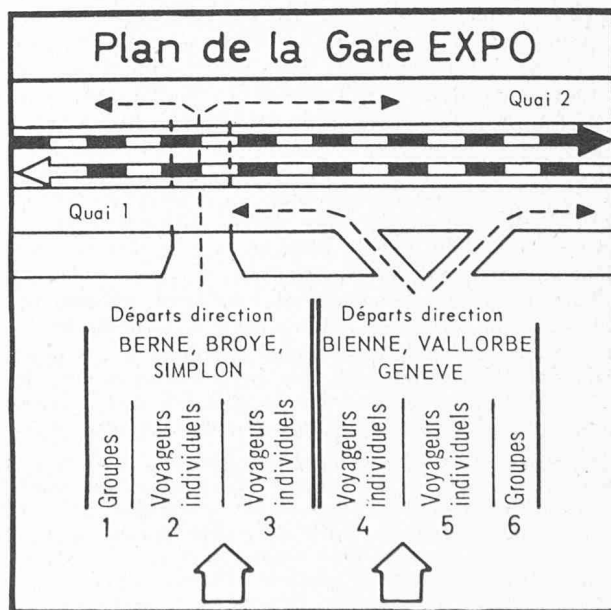 Plan de la Gare EXPO
Quai 2
Quai 1
Départs direction
BERNE, BROYE,
SIMPLON
Départs direction
BIENNE, VALLORBE
GENEVE
Groupes
Voyageurs
individuels
Voyageurs
individuels
Voyageurs
individuels
Voyageurs
individuels
Groupes
1 2 3 4 5 6